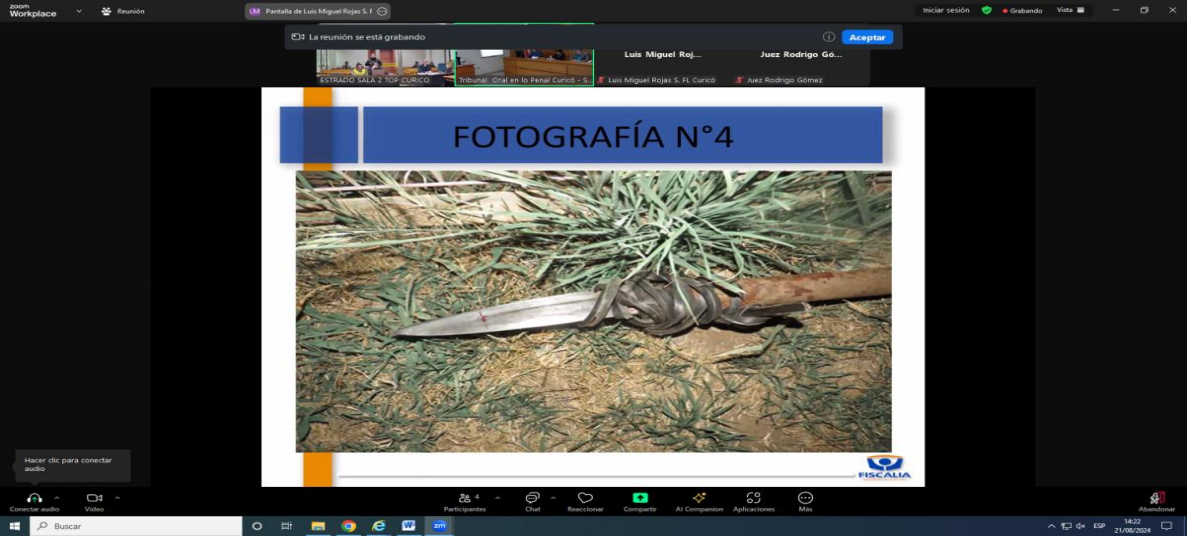 zoom
Workplace
Reunión
LM Pantalla de Luis Miguel Rojas S. F
Iniciar sesión
Grabando
Vista
La reunión se está grabando
Aceptar
Luis Miguel Roj...
Juez Rodrigo Gó...
ESTRADO SALA 2 TOP CURICO
Tribunal Oral en lo Penal Curicó - S...
Luis Miguel Rojas S. FL Curicó
Juez Rodrigo Gómez
FOTOGRAFÍA N°4
FISCALIA
Hacer clic para conectar
audio
Conectar audio
Vídeo
4
Participantes
Chat
Reaccionar
Compartir
AI Companion
Aplicaciones
Más
Abandonar
Buscar
zm
ESP
14:22
21/08/2024